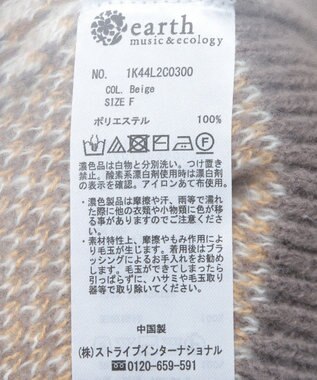 earth
music&ecology
NO. 1K44L2C0300
COL. Beige
SIZE F
ポリエステル 100%
濃色品は白物と分別洗い。つけ置き
禁止。酸素系漂白剤使用時は漂白剤
の表示を確認。アイロンあて布使用。
・濃色製品は摩擦や汗、雨等で濡れ
た際に他の衣類や小物類に色が移
る事がありますのでご注意くださ
い。
・素材特性上、摩擦やもみ作用によ
り毛玉が生じます。着用後はブラ
ッシングによるお手入れをお勧め
します。毛玉ができてしまったら
引っぱらずに、ハサミや毛玉取り
器等で取り除いてください。
中国製
(株)ストライプインターナショナル
0120-659-591